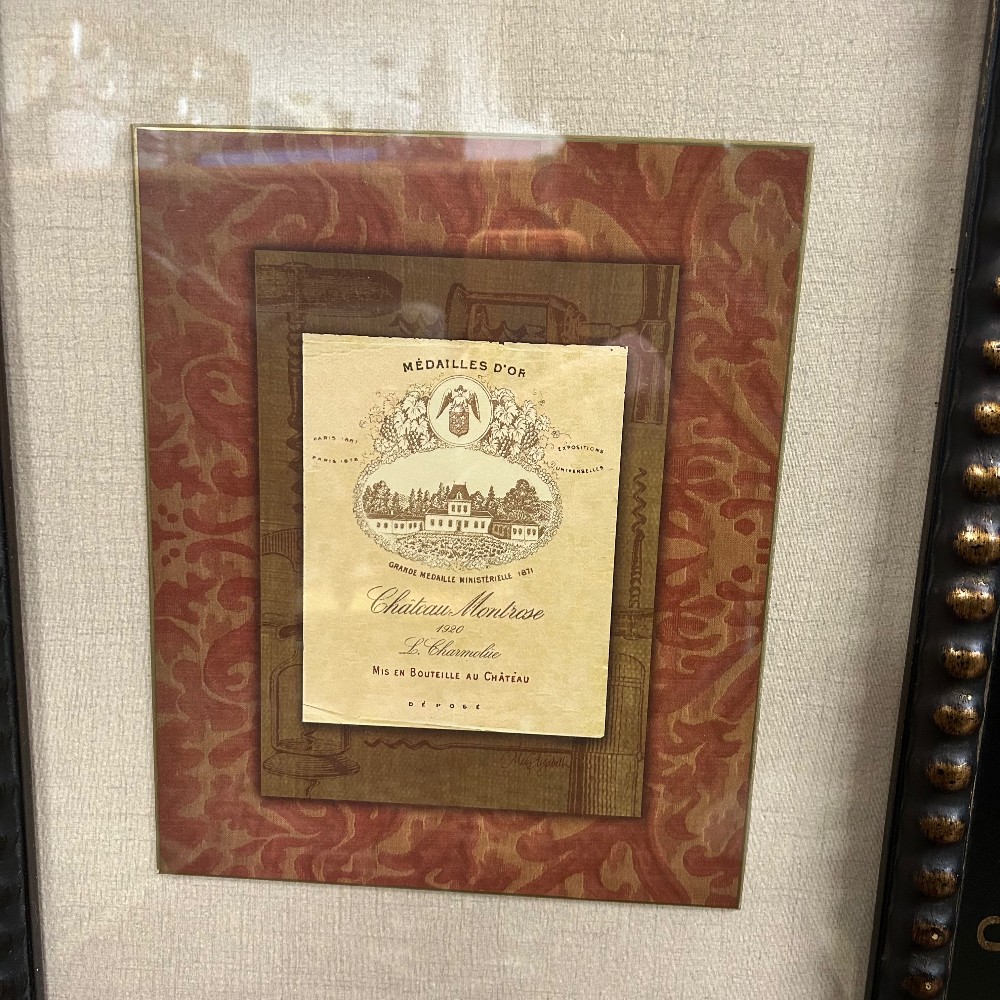 MÉDAILLES D'OR
PARIS 1867
PARIS 1878
EXPOSITIONS
UNIVERSELLES
GRANDE MÉDAILLE MINISTÉRIELLE 1871
Château Montrose
1920
L. Charmolüe
MIS EN BOUTEILLE AU CHÂTEAU
DÉPOSÉ